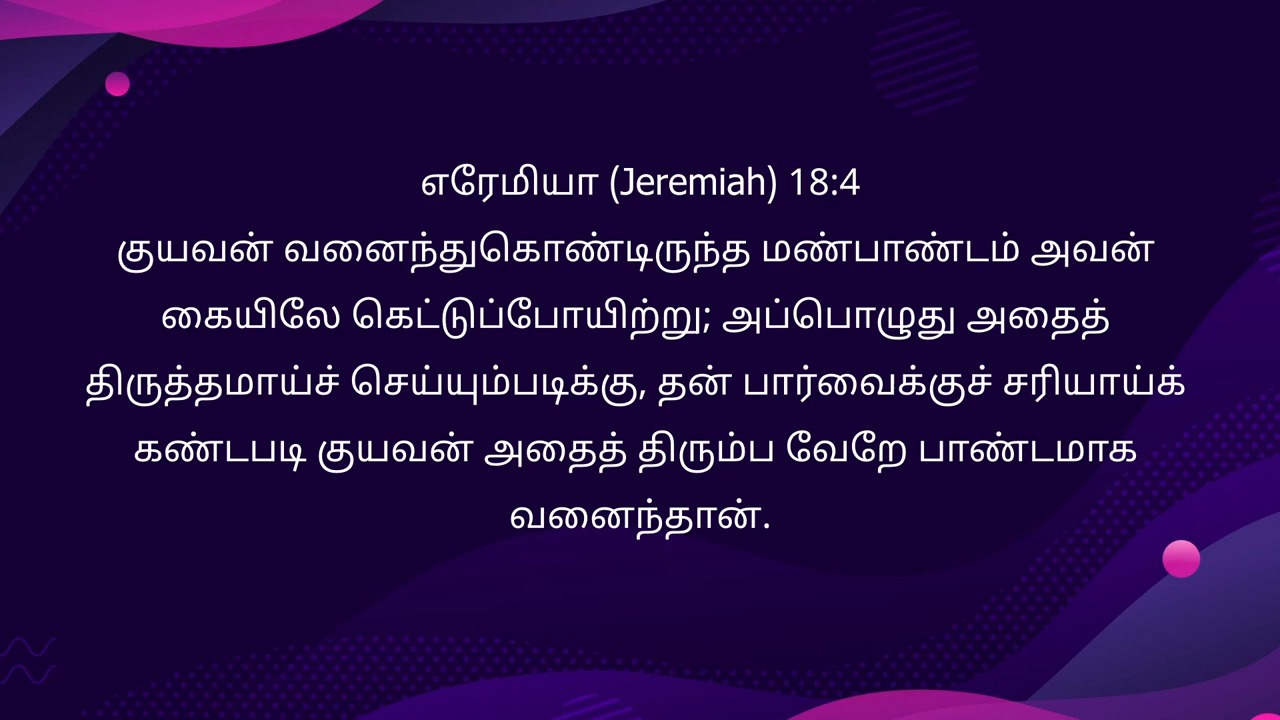 எரேமியா (Jeremiah) 18:4
குயவன் வனைந்துகொண்டிருந்த மண்பாண்டம் அவன்
கையிலே கெட்டுப்போயிற்று; அப்பொழுது அதைத்
திருத்தமாய்ச் செய்யும்படிக்கு, தன் பார்வைக்குச் சரியாய்க்
கண்டபடி குயவன் அதைத் திரும்ப வேறே பாண்டமாக
வனைந்தான்.